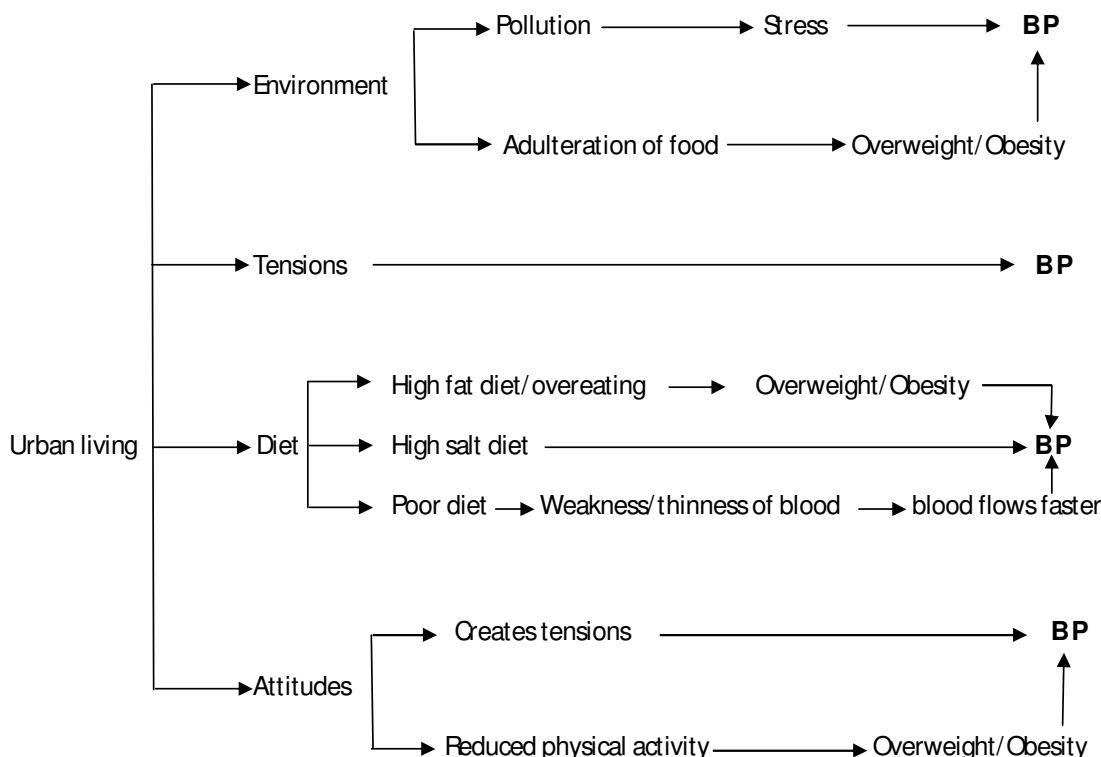 Pollution Stress BP
Environment
Adulteration of food Overweight/Obesity
Tensions BP
High fat diet/overeating Overweight/Obesity
Urban living Diet High salt diet BP
Poor diet Weakness/thinness of blood blood flows faster
Creates tensions BP
Attitudes
Reduced physical activity Overweight/Obesity